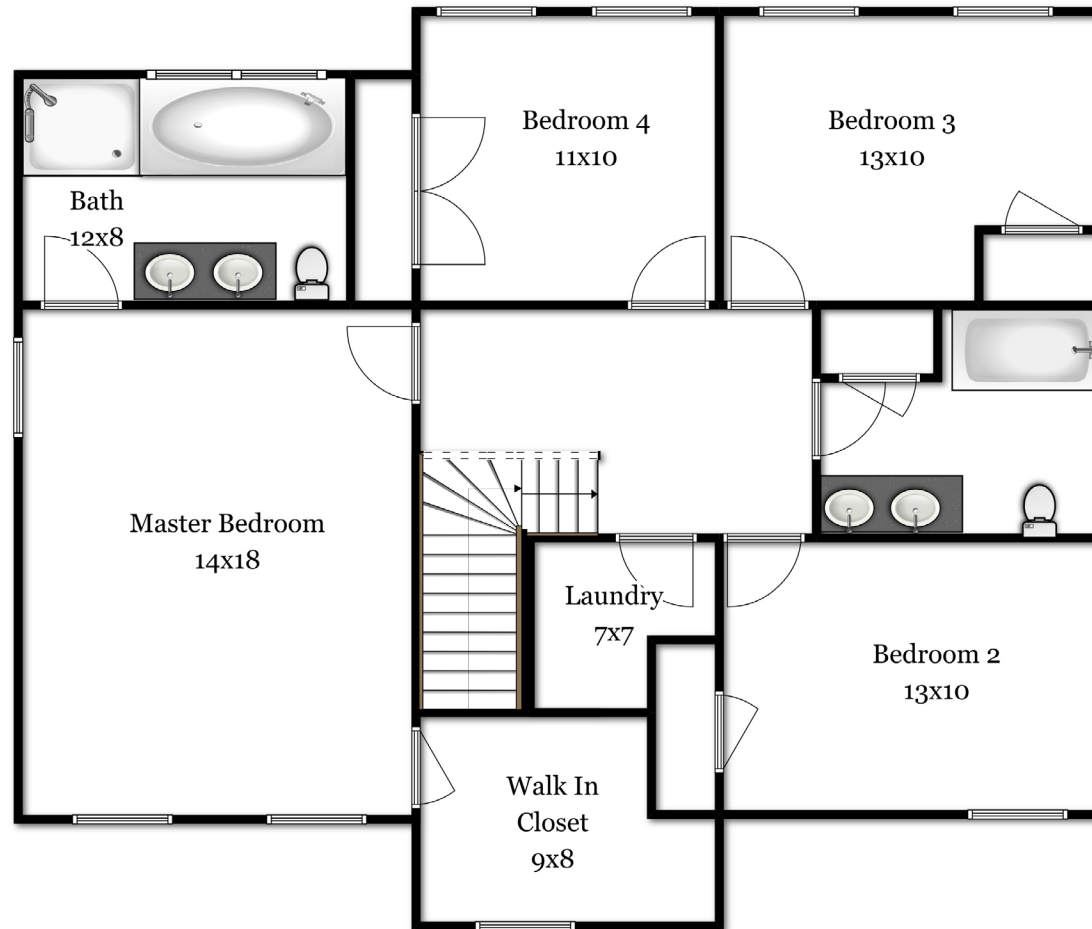 Bedroom 4
11x10
Bedroom 3
13x10
Bath
12x8
Master Bedroom
14x18
Laundry
7x7
Bedroom 2
13x10
Walk In
Closet
9x8